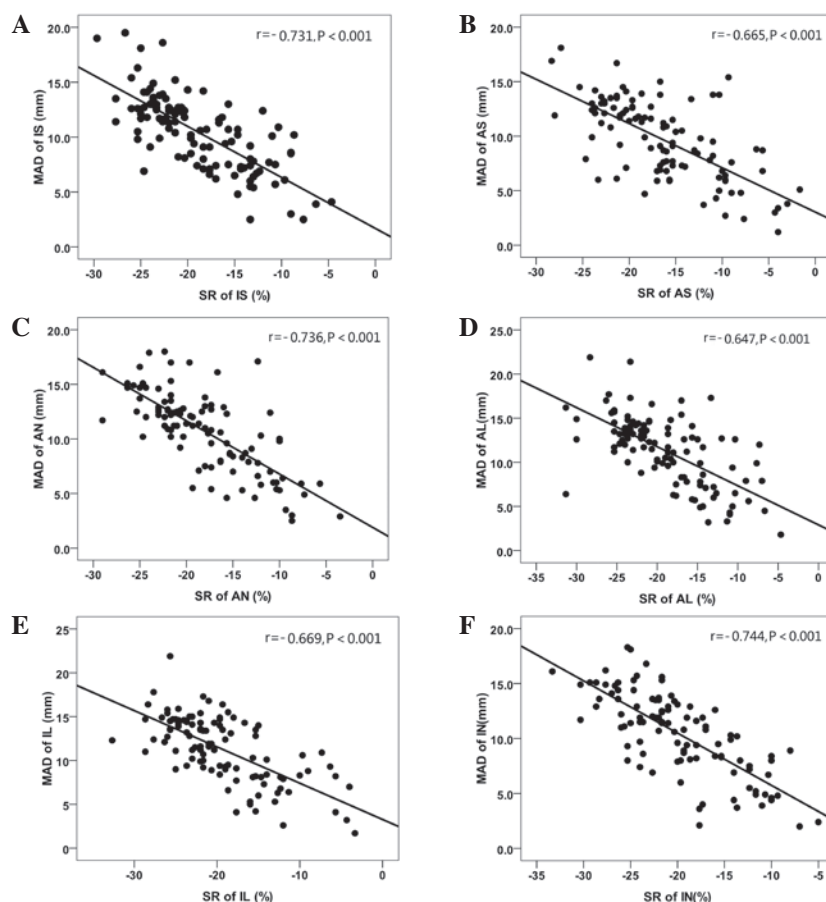 A
r=-0.731, P < 0.001
MAD of IS (mm)
20.0
15.0
10.0
5.0
0.0
-30 -25 -20 -15 -10 -5 0
SR of IS (%)
B
r=-0.665, P < 0.001
MAD of AS (mm)
20.0
15.0
10.0
5.0
0.0
-30 -25 -20 -15 -10 -5 0
SR of AS (%)
C
r=-0.736, P < 0.001
MAD of AN (mm)
20.0
15.0
10.0
5.0
0.0
-30 -25 -20 -15 -10 -5 0
SR of AN (%)
D
r=-0.647, P < 0.001
MAD of AL(mm)
25.0
20.0
15.0
10.0
5.0
0.0
-35 -30 -25 -20 -15 -10 -5 0
SR of AL (%)
E
r=-0.669, P < 0.001
MAD of IL (mm)
25
20
15
10
5
0
-30 -20 -10 0
SR of IL (%)
F
r=-0.744, P < 0.001
MAD of IN(mm)
20.0
15.0
10.0
5.0
0.0
-35 -30 -25 -20 -15 -10 -5
SR of IN(%)